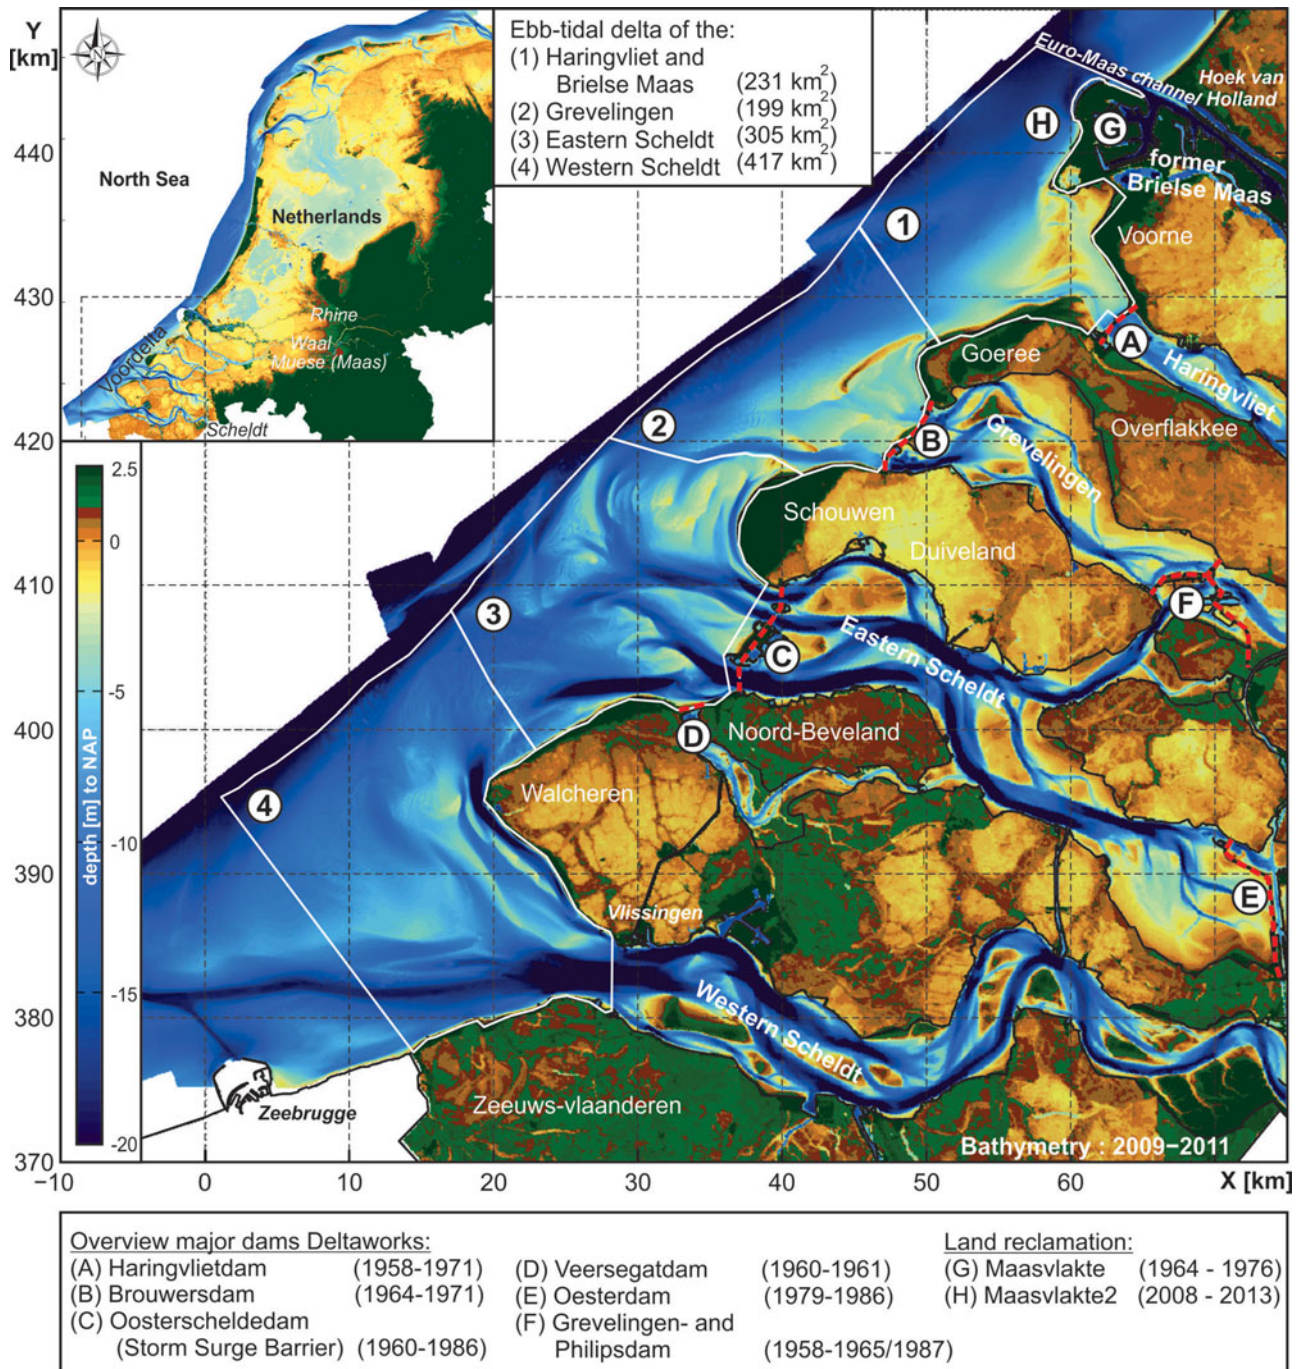 Y
[km]
N
North Sea
Netherlands
Rhine
Waal
Muese (Maas)
Voordelta
Scheldt
Ebb-tidal delta of the:
(1) Haringvliet and
Brielse Maas (231 km²)
(2) Grevelingen (199 km²)
(3) Eastern Scheldt (305 km²)
(4) Western Scheldt (417 km²)
Euro-Maas channel
Hoek van
Holland
H
G
former
Brielse Maas
1
Voorne
A
Haringvliet
Goeree
2
B
Grevelingen
Overflakkee
Schouwen
Duiveland
3
F
C
Eastern Scheldt
D
Noord-Beveland
Walcheren
4
E
Vlissingen
Western Scheldt
Zeebrugge
Zeeuws-vlaanderen
Bathymetry : 2009-2011
440
430
420
410
400
390
380
370
2.5
0
-5
-10
-15
-20
depth [m] to NAP
-10 0 10 20 30 40 50 60 X [km]
Overview major dams Deltaworks:
(A) Haringvlietdam (1958-1971)
(B) Brouwersdam (1964-1971)
(C) Oosterscheldedam
(Storm Surge Barrier) (1960-1986)
(D) Veersegatdam (1960-1961)
(E) Oesterdam (1979-1986)
(F) Grevelingen- and
Philipsdam (1958-1965/1987)
Land reclamation:
(G) Maasvlakte (1964 - 1976)
(H) Maasvlakte2 (2008 - 2013)